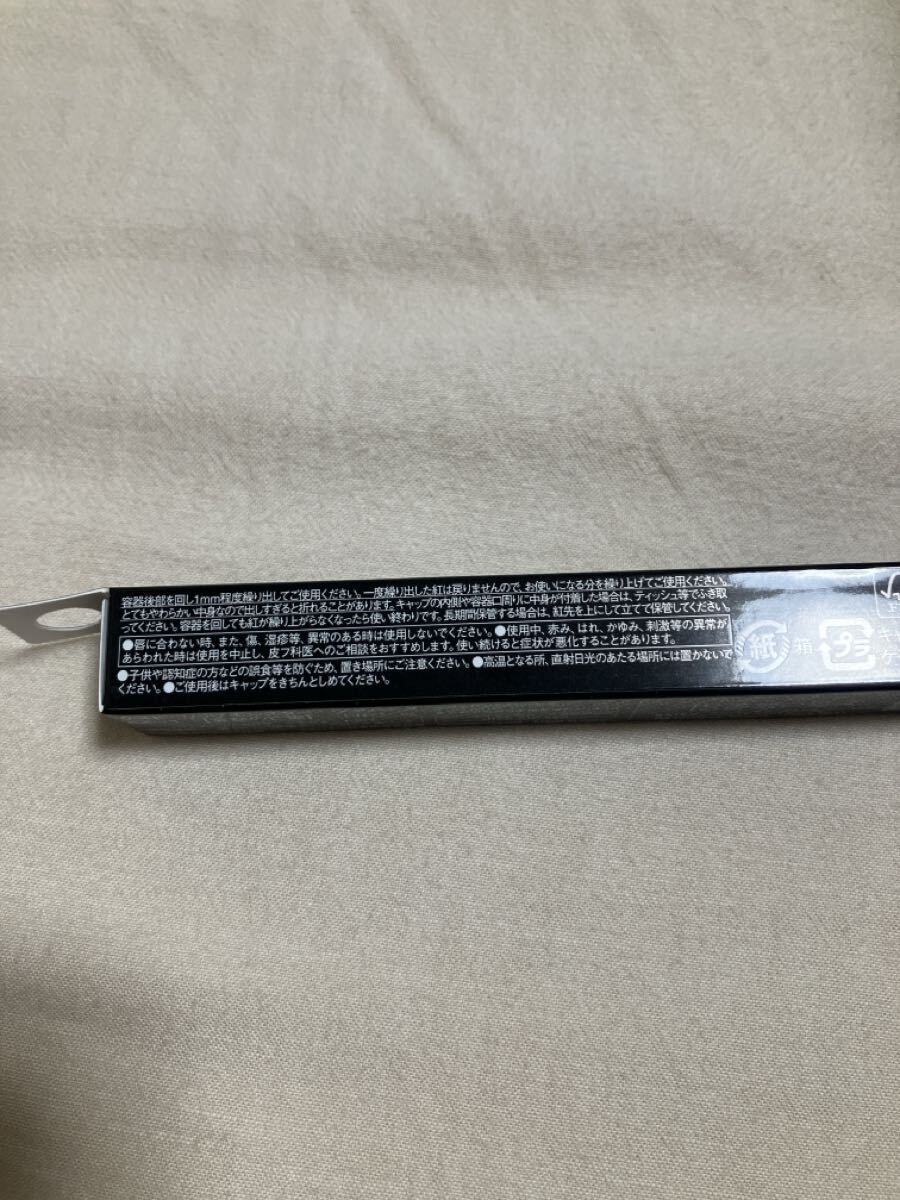 容器後部を回し1mm程度繰り出してご使用ください。一度繰り出した紅は戻りませんので、お使いになる分を繰り上げてご使用ください。
とてもやわらかい中身なので出しすぎると折れることがあります。キャップの内側や容器口周りに中身が付着した場合は、ティッシュ等でふき取
ってください。容器を回しても紅が繰り上がらなくなったら使い終わりです。長期間保管する場合は、紅先を上にして立てて保管してください。
●唇に合わない時、また、傷、湿疹等、異常のある時は使用しないでください。●使用中、赤み、はれ、かゆみ、刺激等の異常が
あらわれた時は使用を中止し、皮フ科医へのご相談をおすすめします。使い続けると症状が悪化することがあります。
●子供や認知症の方などの誤食等を防ぐため、置き場所にご注意ください。●高温となる所、直射日光のあたる場所には置かないで
ください。●ご使用後はキャップをきちんとしめてください。
紙 箱 プラ